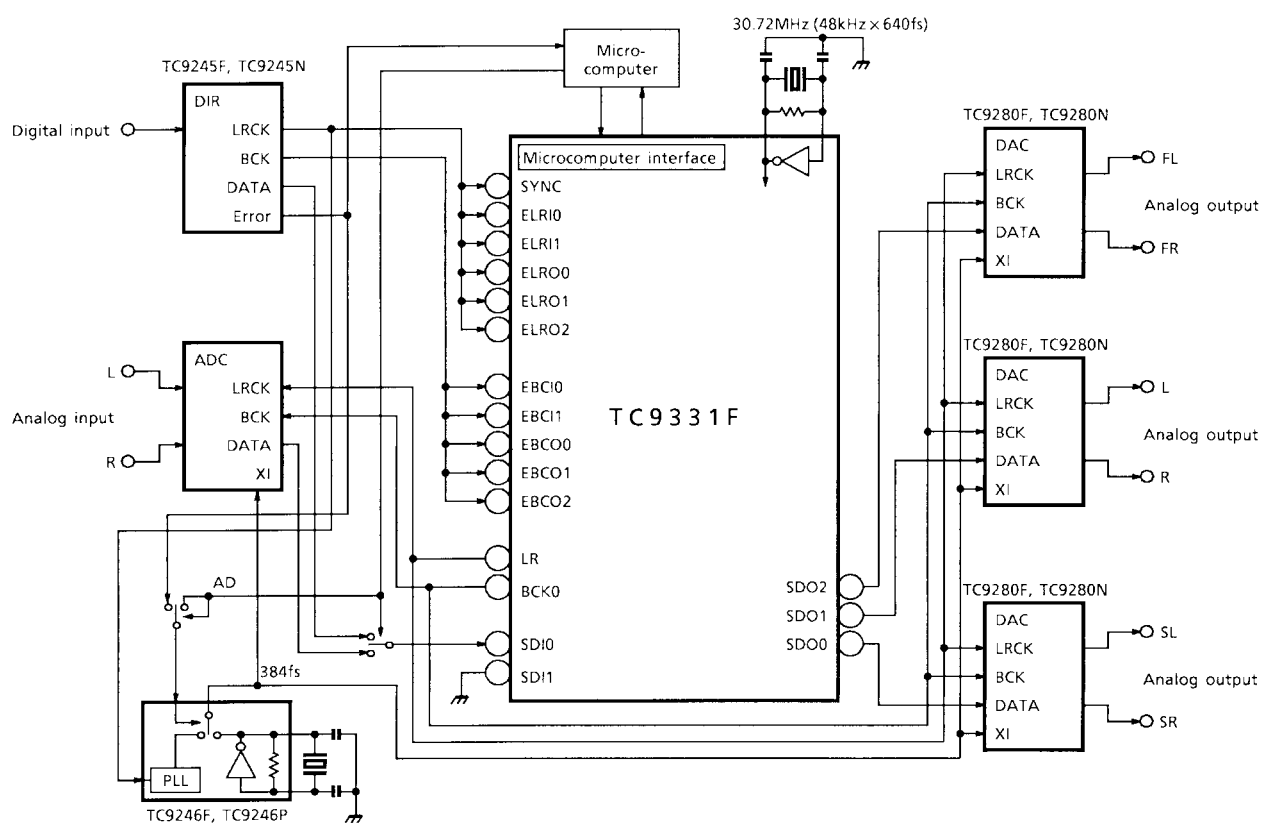 30.72MHz (48kHz×640fs)
Micro-
computer
TC9245F, TC9245N
DIR
Digital input
LRCK
BCK
DATA
Error
Microcomputer interface
SYNC
ELRI0
ELRI1
ELRO0
ELRO1
ELRO2
EBCI0
EBCI1
EBCO0
EBCO1
EBCO2
LR
BCK0
SDI0
SDI1
TC9331F
SDO2
SDO1
SDO0
ADC
L
Analog input
R
LRCK
BCK
DATA
XI
AD
384fs
PLL
TC9246F, TC9246P
TC9280F, TC9280N
DAC
LRCK
BCK
DATA
XI
FL
Analog output
FR
TC9280F, TC9280N
DAC
LRCK
BCK
DATA
XI
L
Analog output
R
TC9280F, TC9280N
DAC
LRCK
BCK
DATA
XI
SL
Analog output
SR